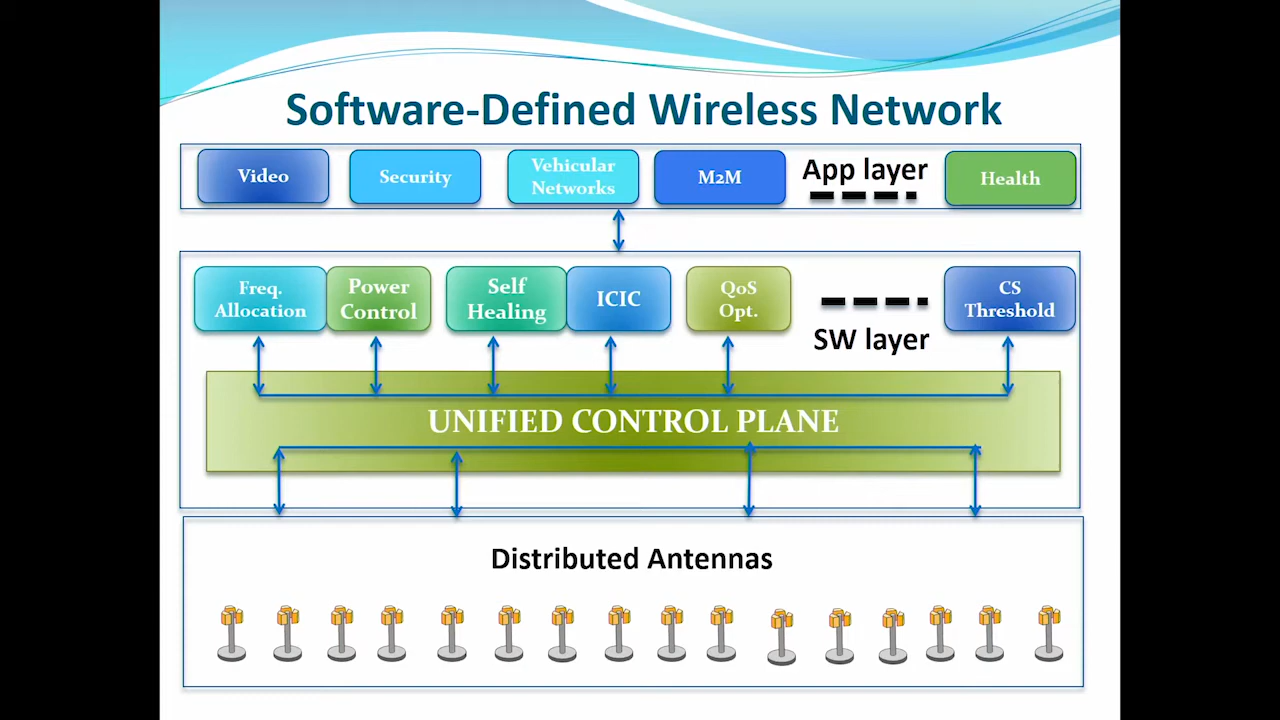 Software-Defined Wireless Network
Video
Security
Vehicular
Networks
M2M
App layer
Health
Freq.
Allocation
Power
Control
Self
Healing
ICIC
QoS
Opt.
SW layer
CS
Threshold
UNIFIED CONTROL PLANE
Distributed Antennas